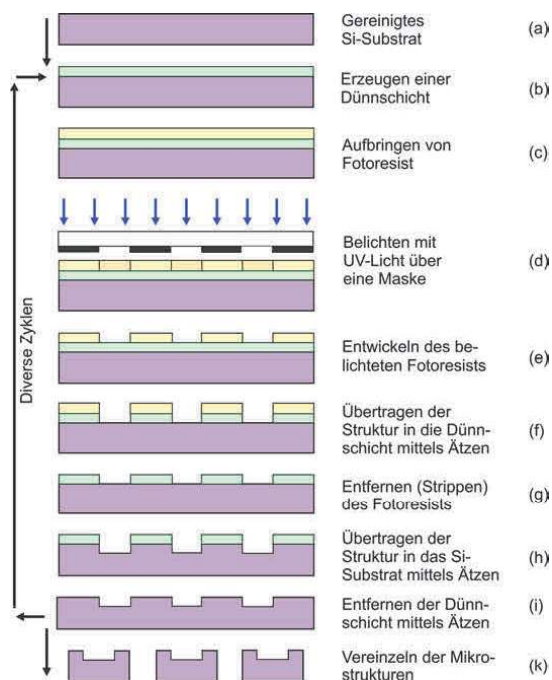 Gereinigtes
Si-Substrat
(a)
Erzeugen einer
Dünnschicht
(b)
Aufbringen von
Fotoresist
(c)
Belichten mit
UV-Licht über
eine Maske
(d)
Entwickeln des be-
lichteten Fotoresists
(e)
Übertragen der
Struktur in die Dünn-
schicht mittels Ätzen
(f)
Entfernen (Strippen)
des Fotoresists
(g)
Übertragen der
Struktur in das Si-
Substrat mittels Ätzen
(h)
Entfernen der Dünn-
schicht mittels Ätzen
(i)
Vereinzeln der Mikro-
strukturen
(k)
Diverse Zyklen